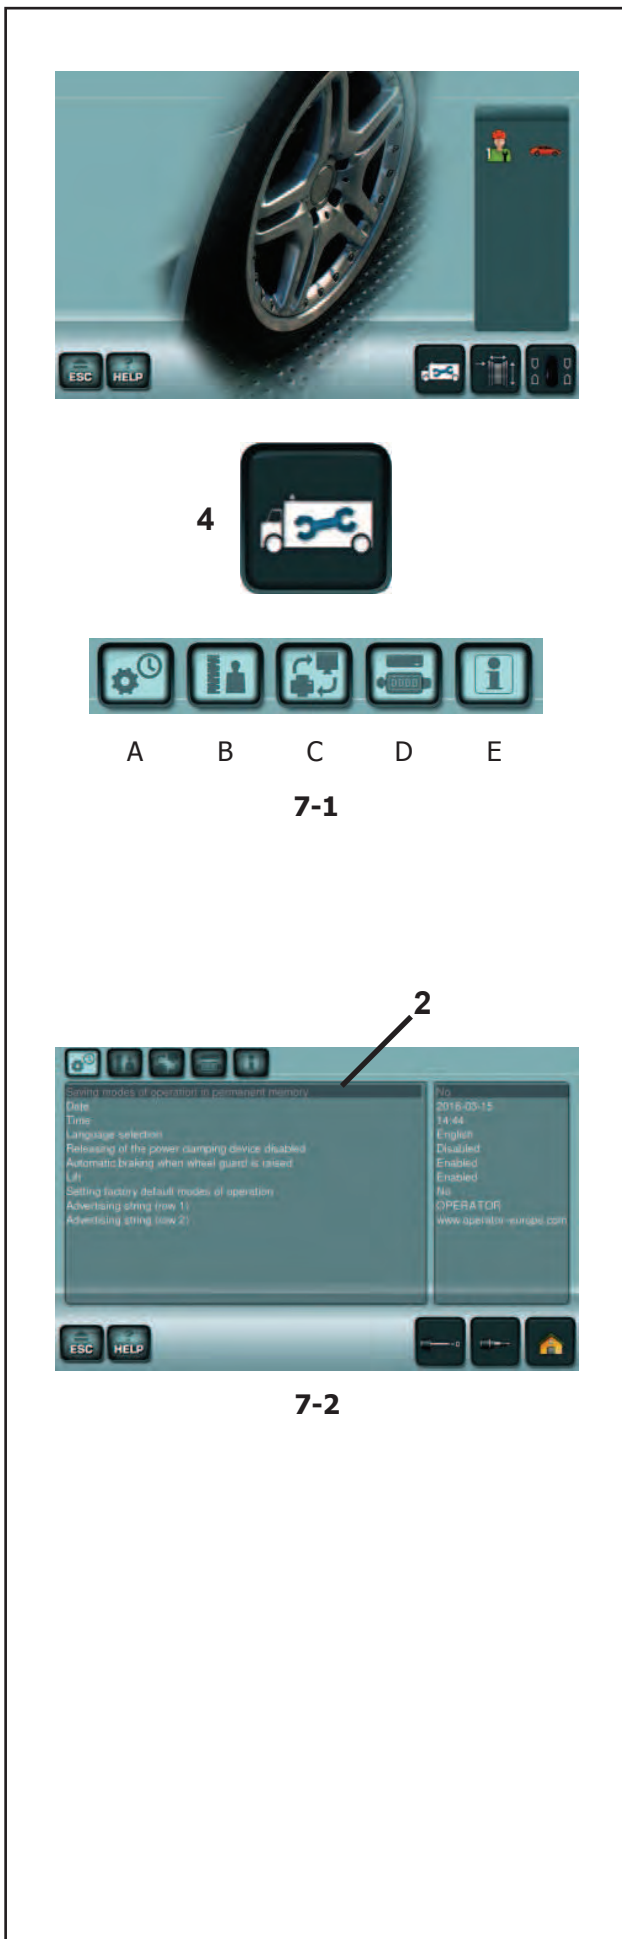 1
ESC
HELP
4
A B C D E
7-1
2
Saving modes of operation in permanent memory No
Date 2016-03-15
Time 14:44
Language selection English
Releasing of the power clamping device disabled Disabled
Automatic braking when wheel guard is raised Enabled
Lift Enabled
Setting factory default modes of operation No
Advertising string (row 1) OPERATOR
Advertising string (row 2) www.operator-europe.com
ESC
HELP
7-2